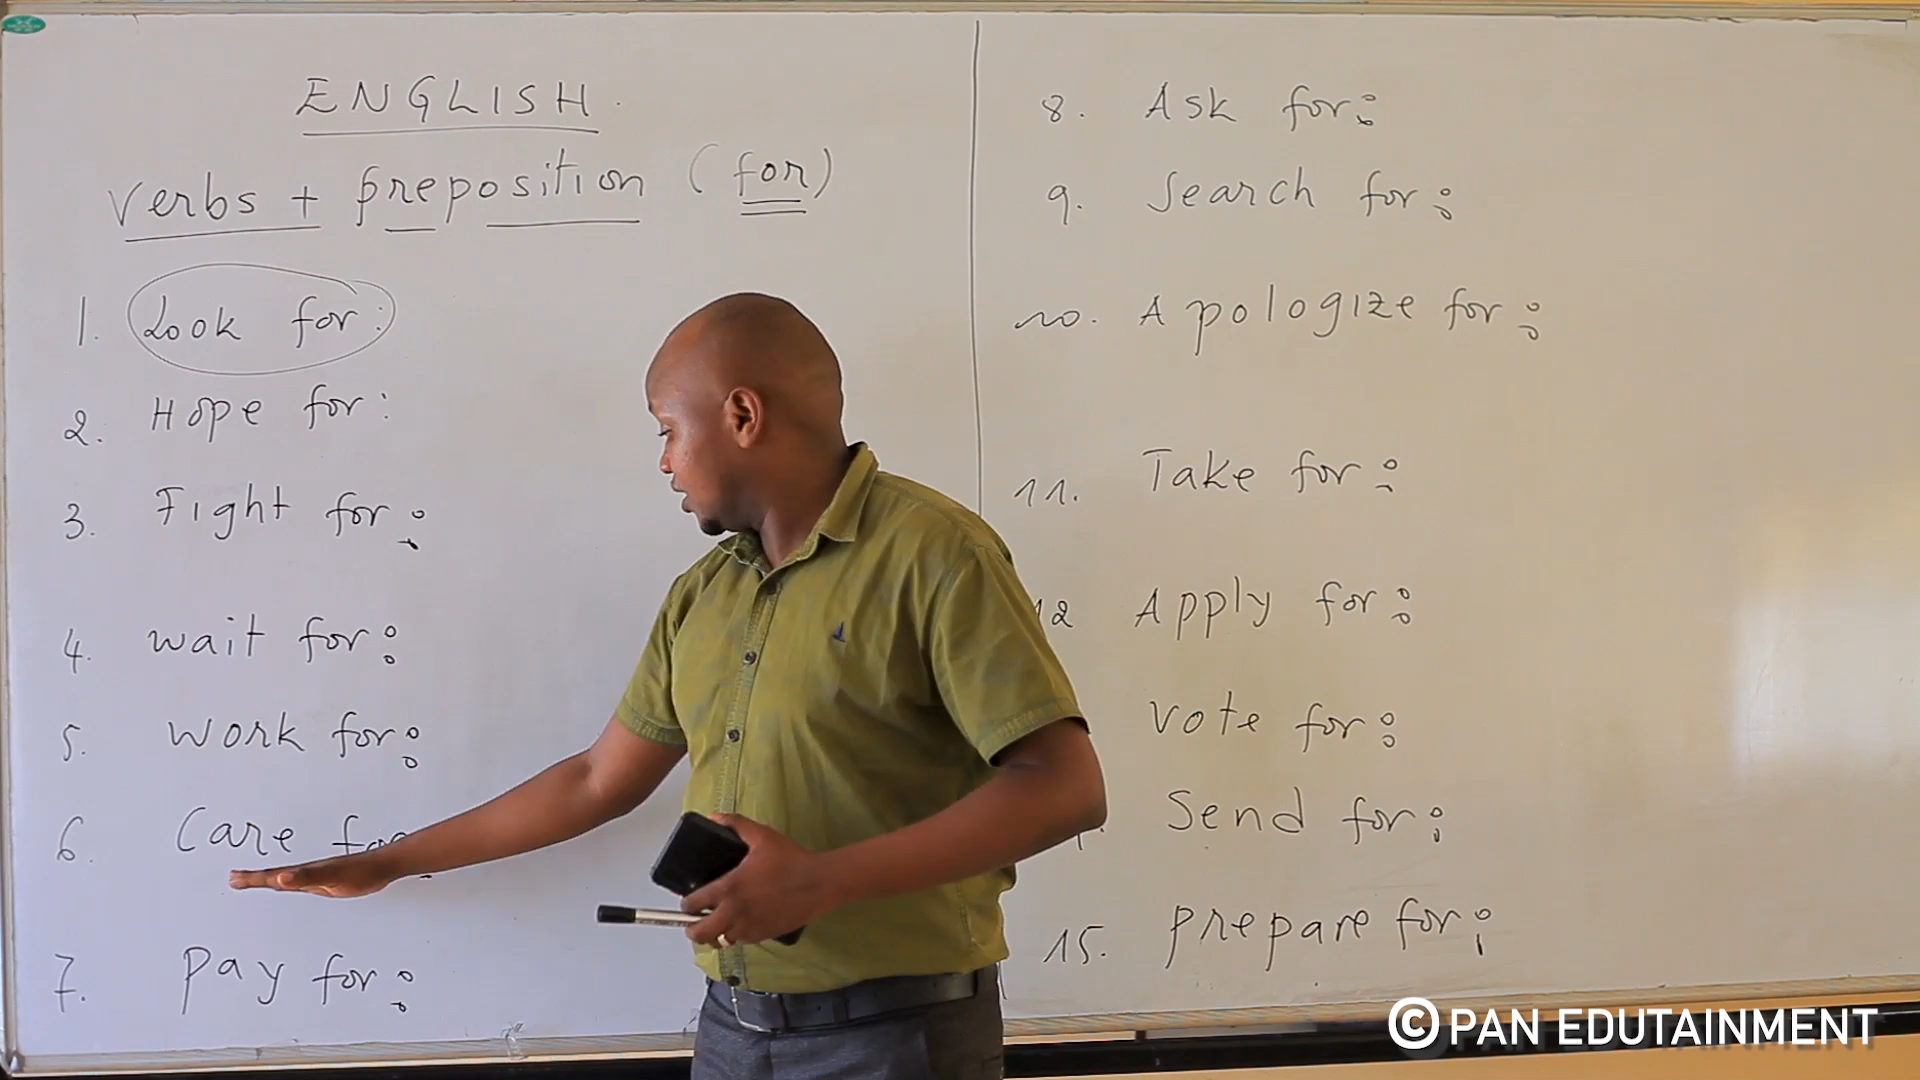 ENGLISH.
Verbs + preposition (for)
1. Look for:
2. Hope for:
3. Fight for:
4. wait for:
5. work for:
6. Care for
7. Pay for:
8. Ask for:
9. Search for:
10. Apologize for:
11. Take for:
12 Apply for:
Vote for:
Send for:
15. Prepare for:
© PAN EDUTAINMENT